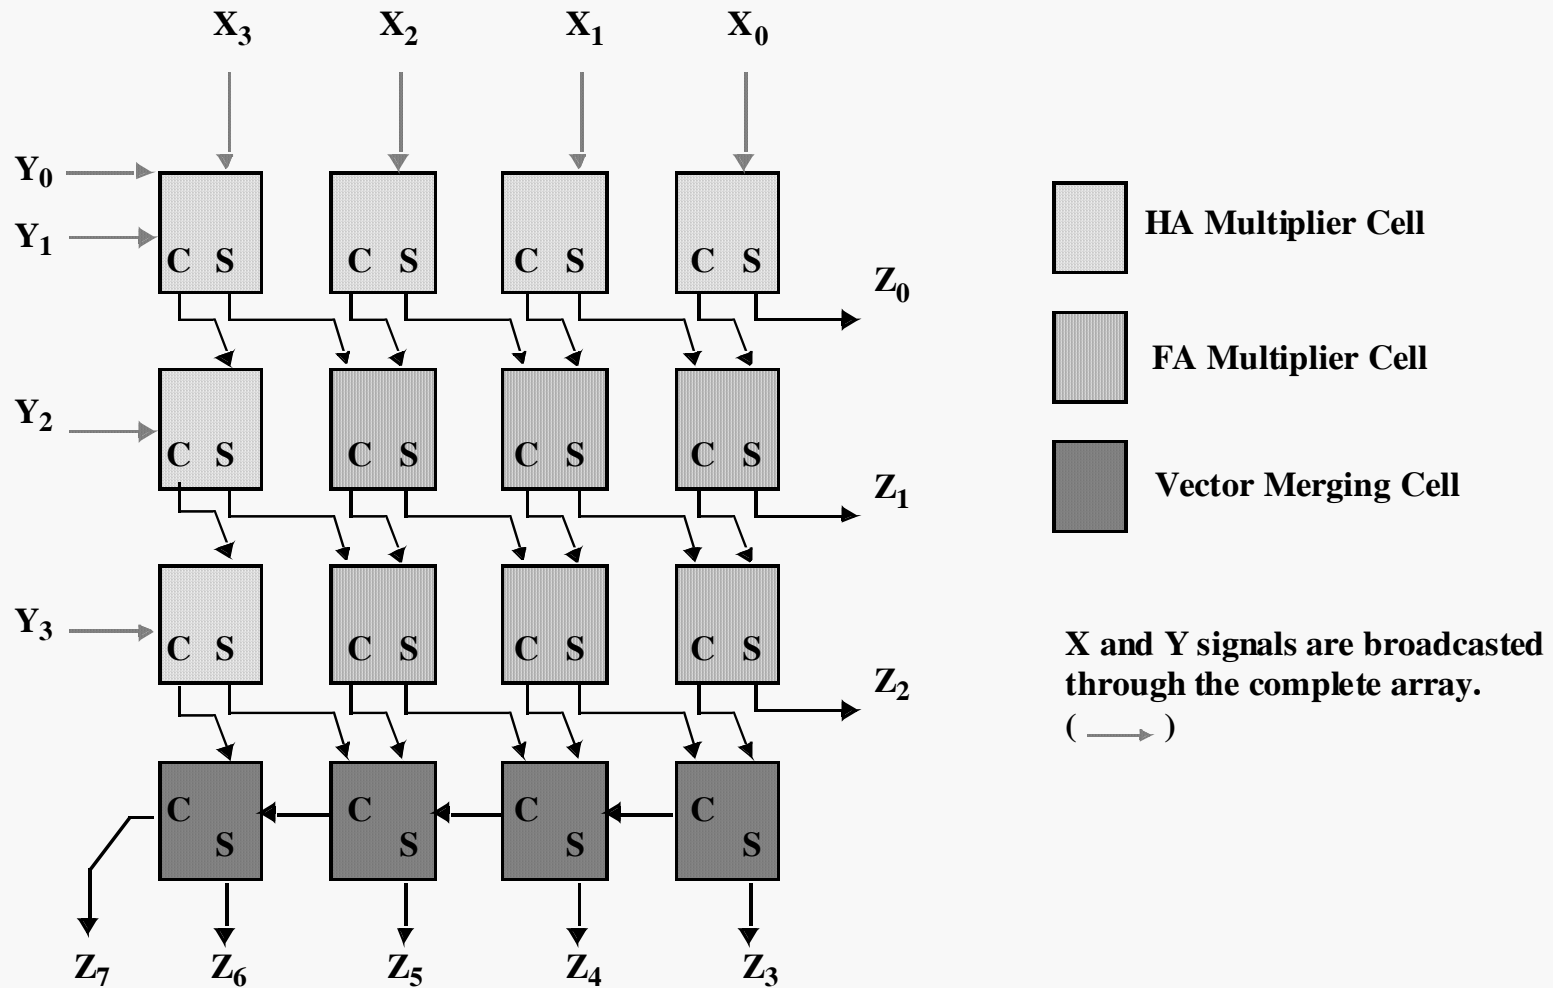 X3 X2 X1 X0
Y0
Y1
C S C S C S C S
Z0
Y2
C S C S C S C S
Z1
Y3
C S C S C S C S
Z2
C S C S C S C S
Z7 Z6 Z5 Z4 Z3
HA Multiplier Cell
FA Multiplier Cell
Vector Merging Cell
X and Y signals are broadcasted
through the complete array.
( → )